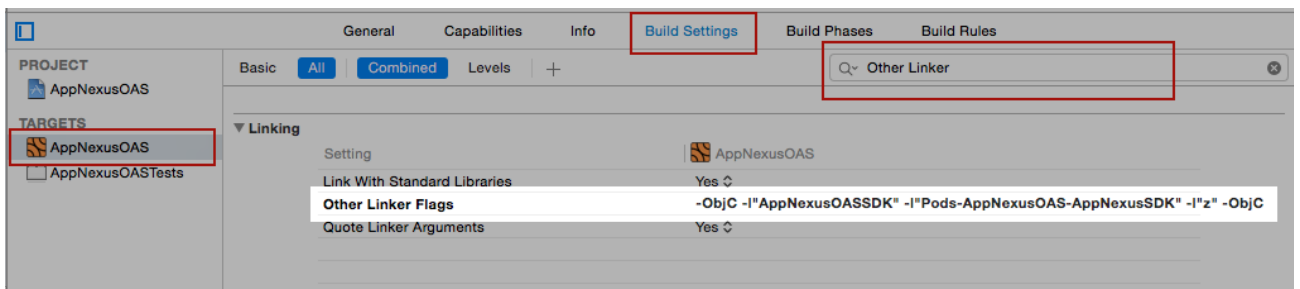 General Capabilities Info Build Settings Build Phases Build Rules
PROJECT
AppNexusOAS
TARGETS
AppNexusOAS
AppNexusOASTests
Basic All Combined Levels + Other Linker
Linking
Setting AppNexusOAS
Link With Standard Libraries Yes
Other Linker Flags -ObjC -l"AppNexusOASSDK" -l"Pods-AppNexusOAS-AppNexusSDK" -l"z" -ObjC
Quote Linker Arguments Yes